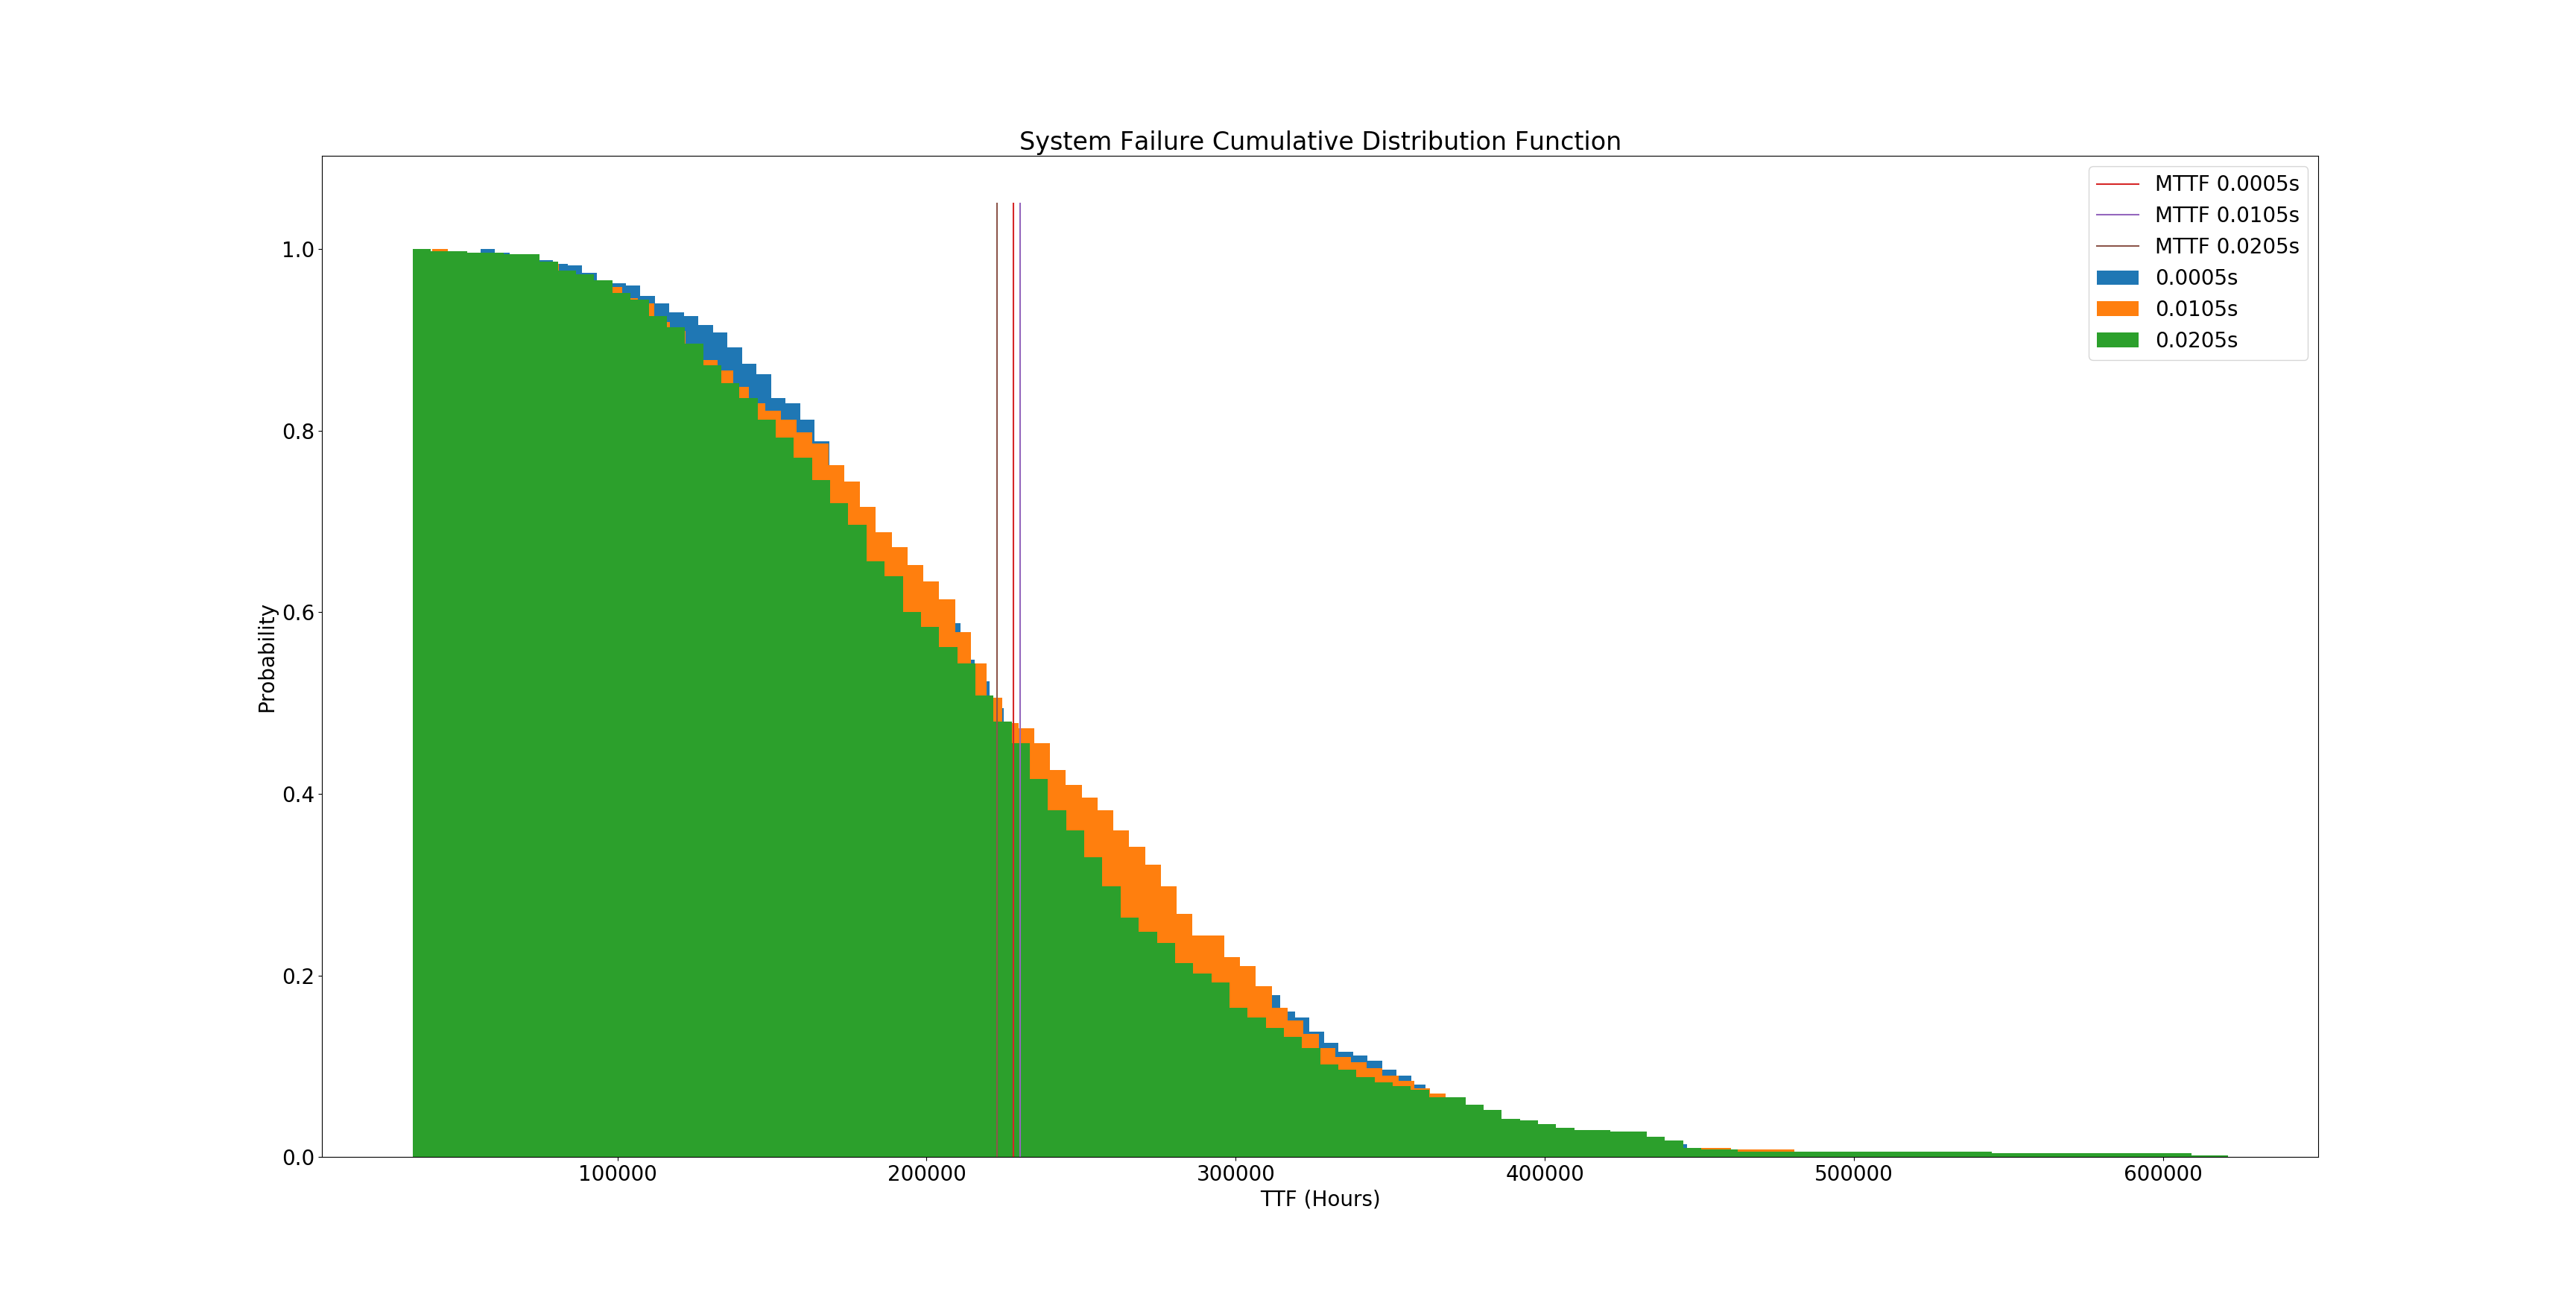 System Failure Cumulative Distribution Function
MTTF 0.0005s
MTTF 0.0105s
MTTF 0.0205s
0.0005s
0.0105s
0.0205s
1.0
0.8
0.6
0.4
0.2
0.0
Probability
100000
200000
300000
400000
500000
600000
TTF (Hours)